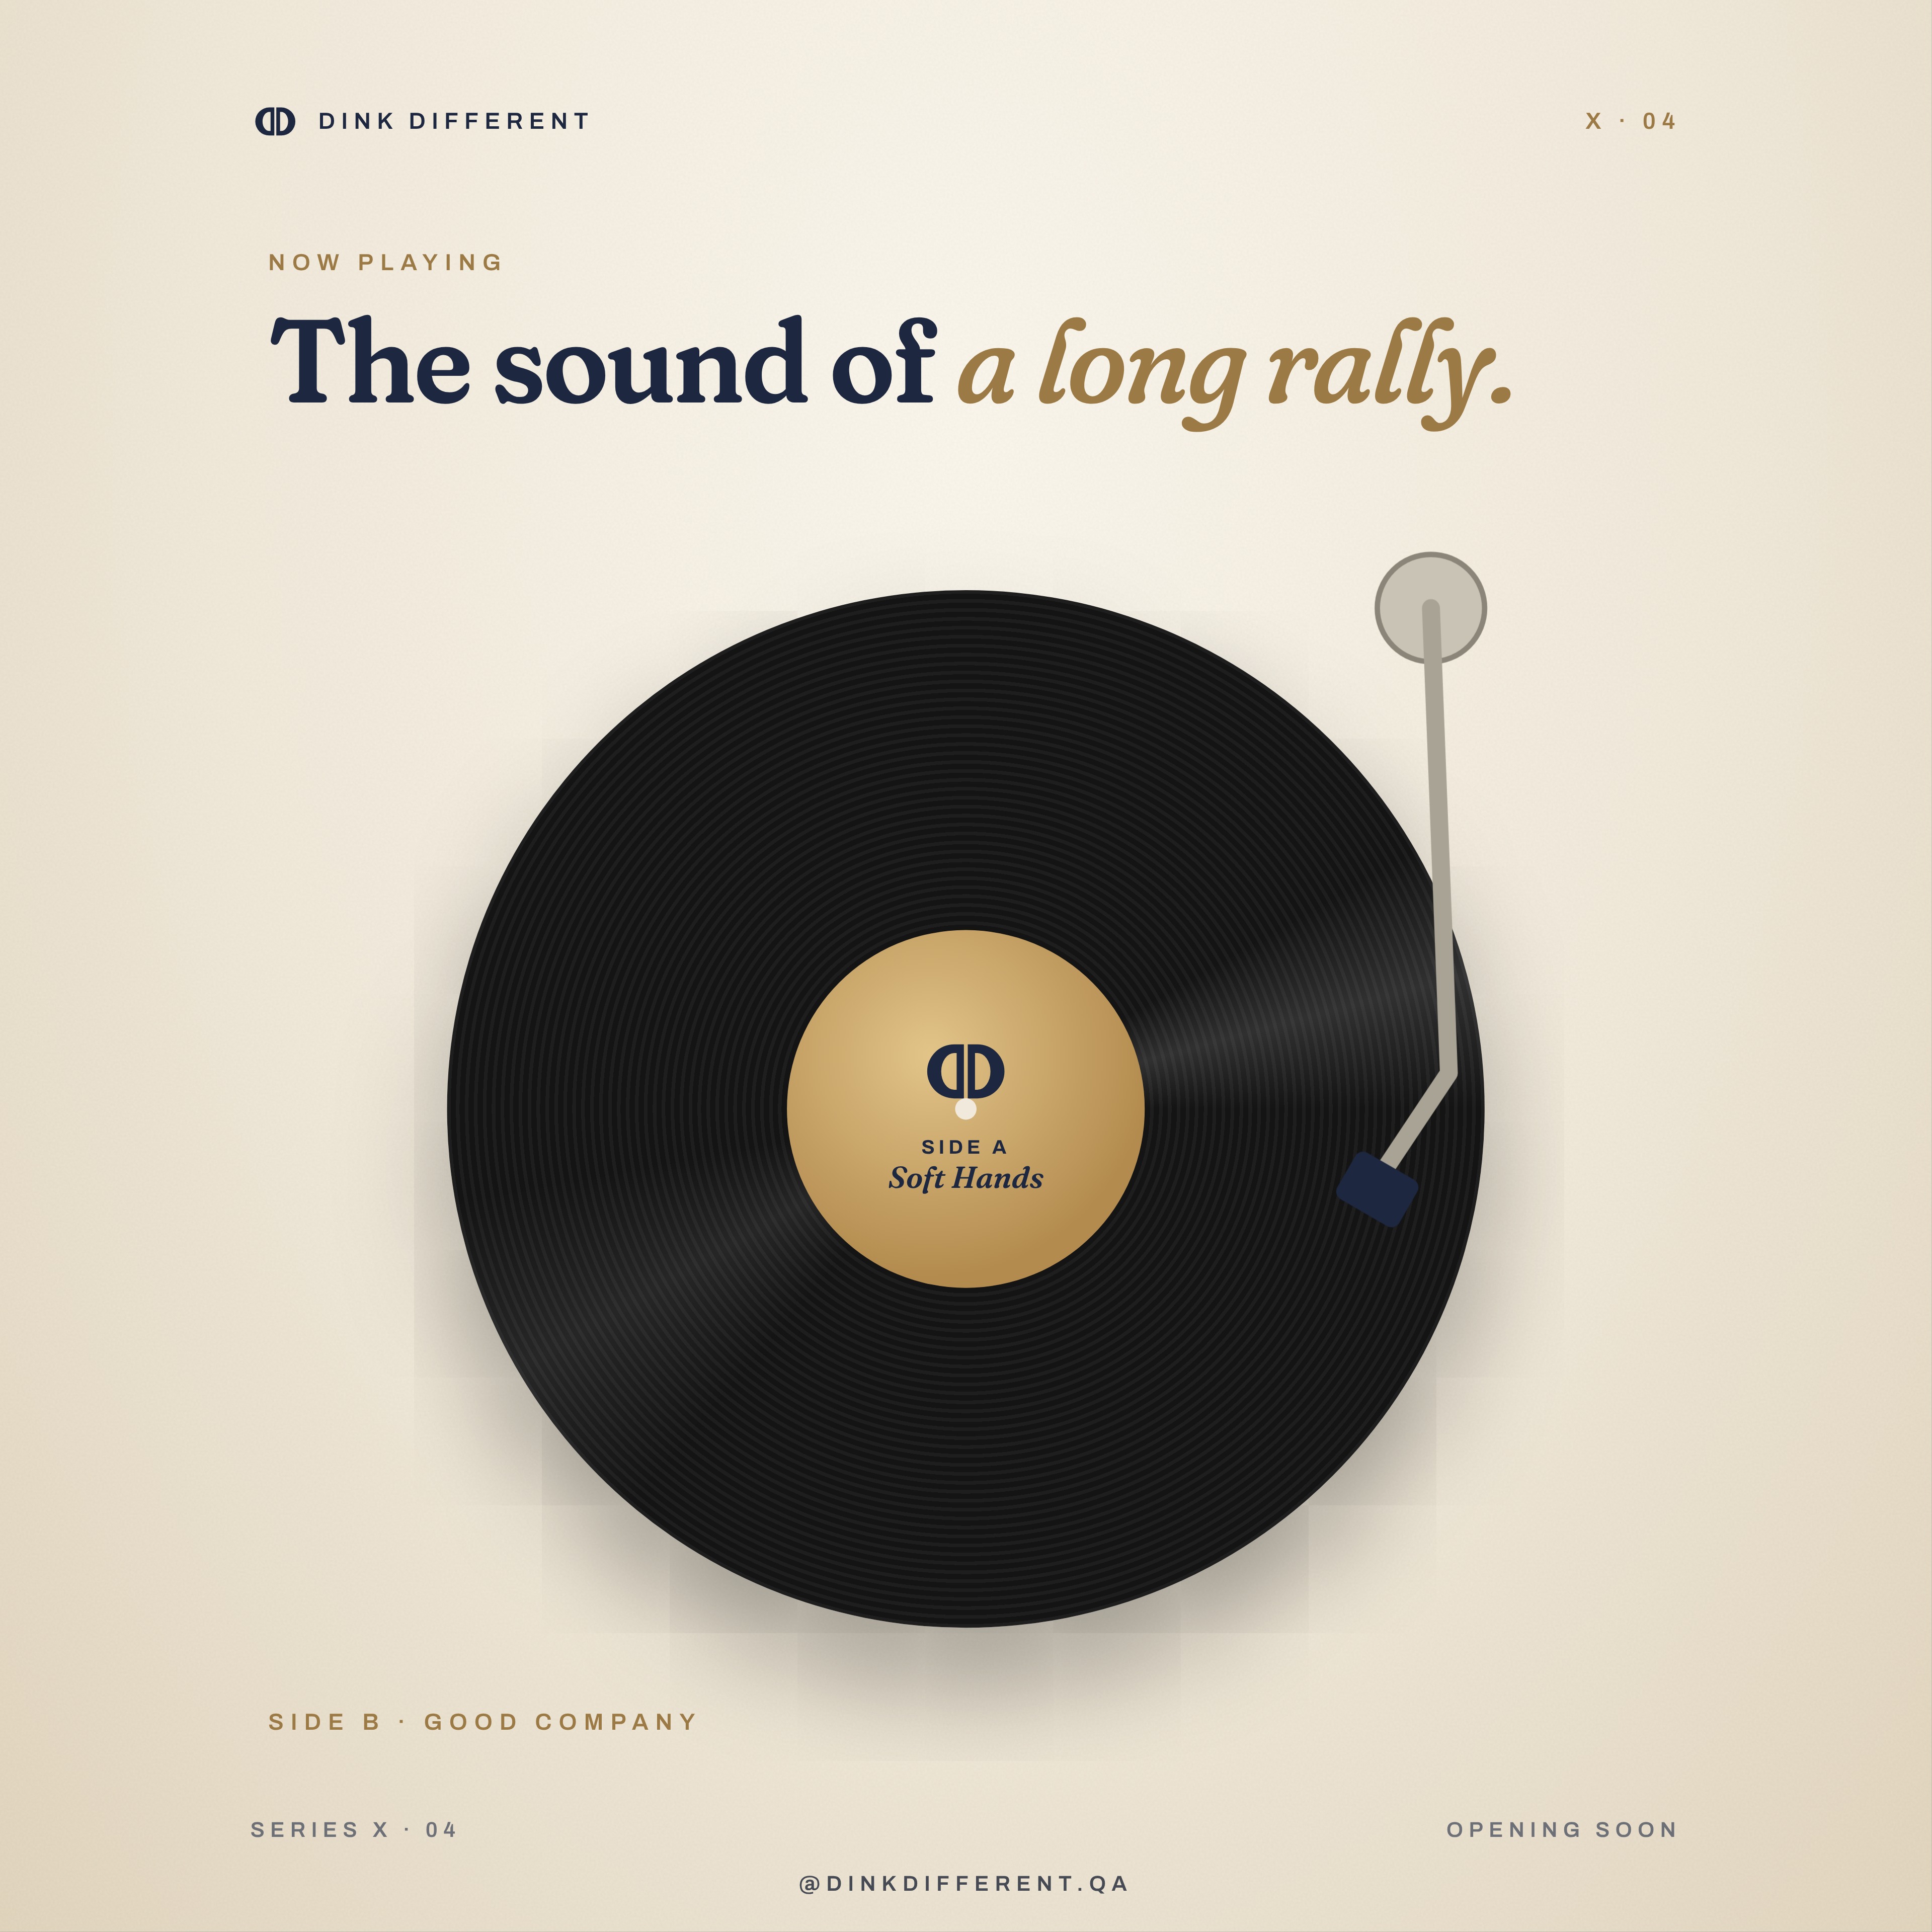 DINK DIFFERENT
X · 04
NOW PLAYING
The sound of a long rally.
SIDE A
Soft Hands
SIDE B · GOOD COMPANY
SERIES X · 04
OPENING SOON
@DINKDIFFERENT.QA